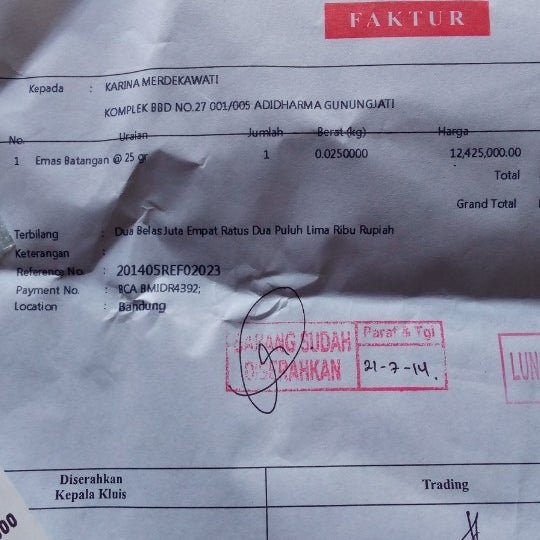 FAKTUR
Kepada : KARINA MERDEKAWATI
KOMPLEK BBD NO.27 001/005 ADIDHARMA GUNUNGJATI
No. Uraian Jumlah Berat (kg) Harga
1 Emas Batangan @ 25 gr 1 0.0250000 12,425,000.00
Total
Grand Total
Terbilang : Dua BelasJuta Empat Ratus Dua Puluh Lima Ribu Rupiah
Keterangan :
Reference No. : 201405REF02023
Payment No. : BCA BMIDR4392;
Location : Bandung
BARANG SUDAH
DISERAHKAN
Paraf & Tgl
21-7-14.
LUN
Diserahkan
Kepala Kluis
Trading